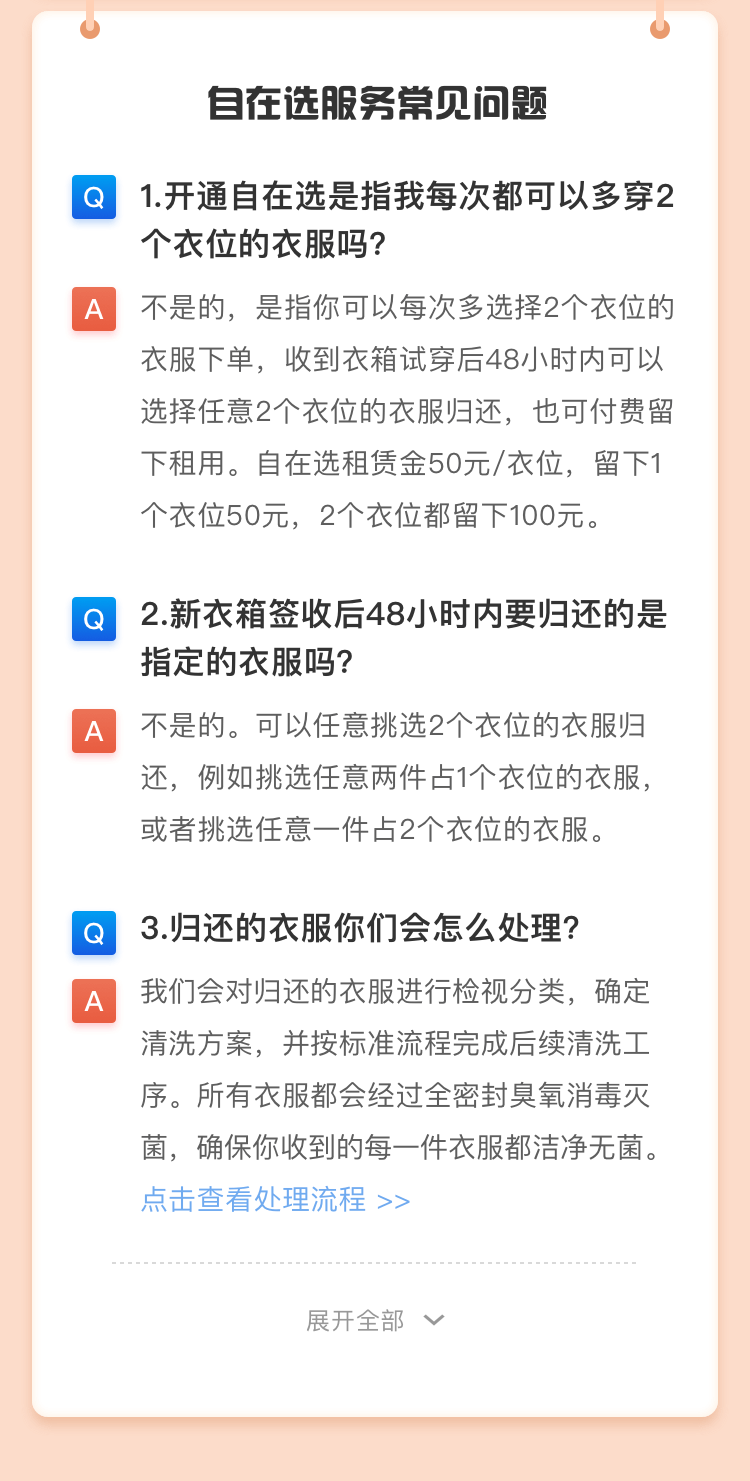 自在选服务常见问题
Q
1.开通自在选是指我每次都可以多穿2
个衣位的衣服吗?
A
不是的，是指你可以每次多选择2个衣位的
衣服下单，收到衣箱试穿后48小时内可以
选择任意2个衣位的衣服归还，也可付费留
下租用。自在选租赁金50元/衣位，留下1
个衣位50元，2个衣位都留下100元。
Q
2.新衣箱签收后48小时内要归还的是
指定的衣服吗?
A
不是的。可以任意挑选2个衣位的衣服归
还，例如挑选任意两件占1个衣位的衣服，
或者挑选任意一件占2个衣位的衣服。
Q
3.归还的衣服你们会怎么处理?
A
我们会对归还的衣服进行检视分类，确定
清洗方案，并按标准流程完成后续清洗工
序。所有衣服都会经过全密封臭氧消毒灭
菌，确保你收到的每一件衣服都洁净无菌。
点击查看处理流程 >>
展开全部